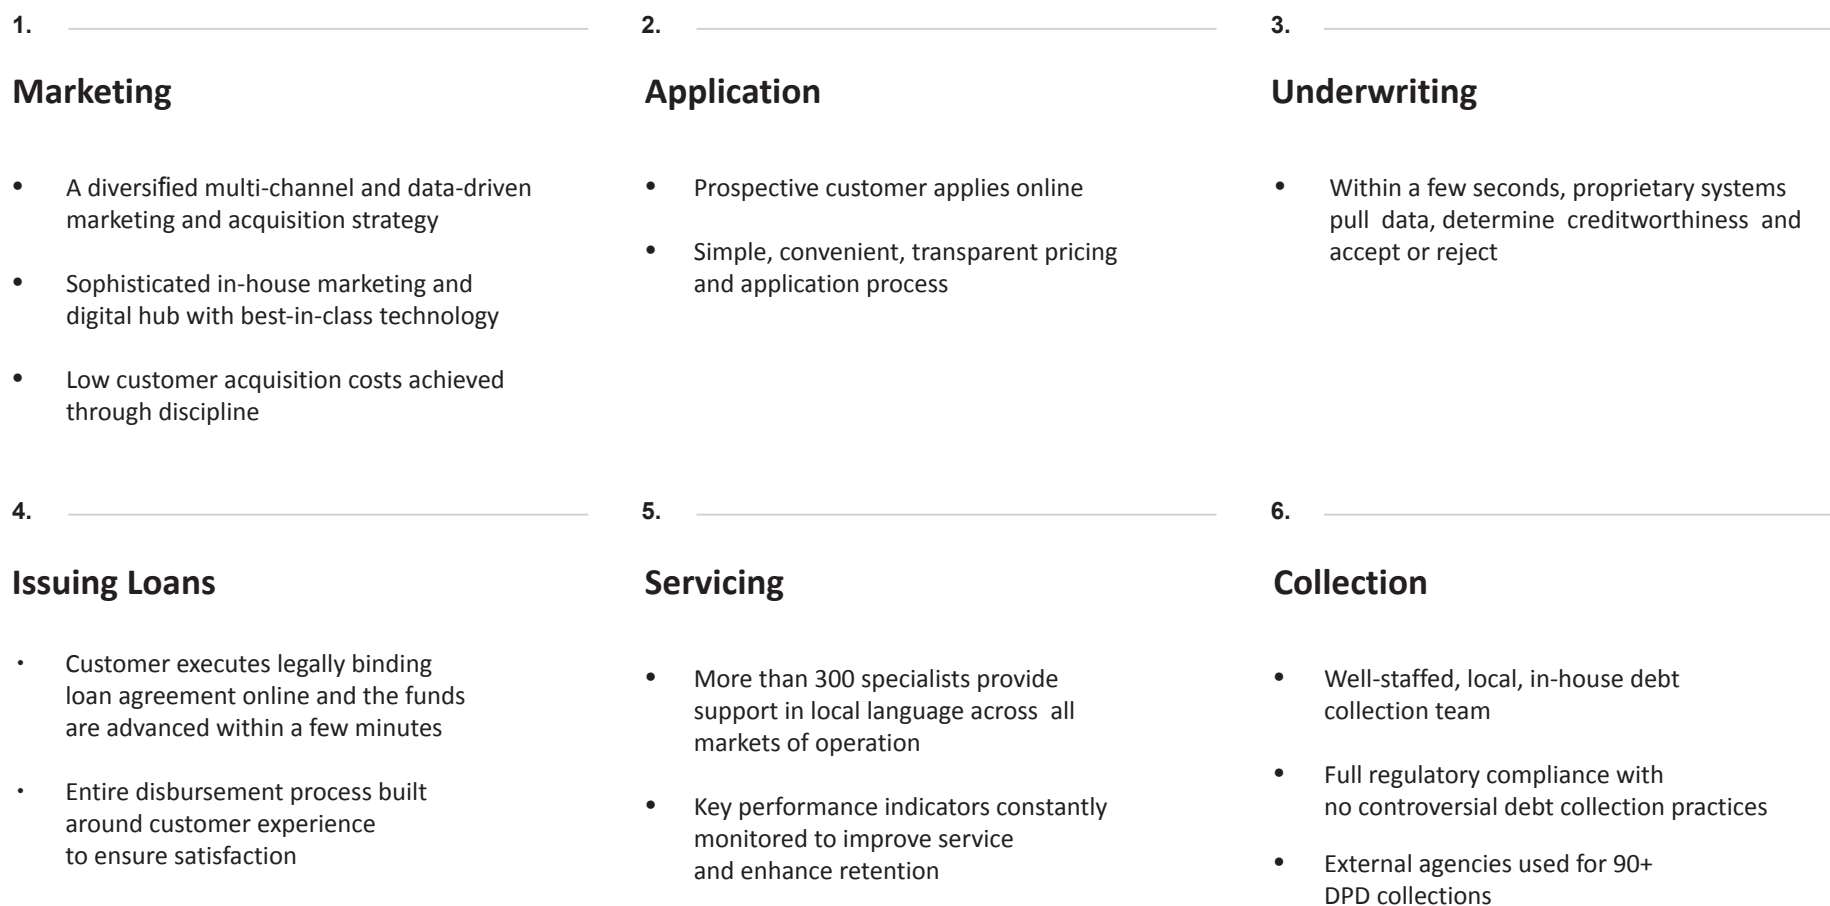 1.
Marketing
• A diversified multi-channel and data-driven
marketing and acquisition strategy
• Sophisticated in-house marketing and
digital hub with best-in-class technology
• Low customer acquisition costs achieved
through discipline
2.
Application
• Prospective customer applies online
• Simple, convenient, transparent pricing
and application process
3.
Underwriting
• Within a few seconds, proprietary systems
pull data, determine creditworthiness and
accept or reject
4.
Issuing Loans
• Customer executes legally binding
loan agreement online and the funds
are advanced within a few minutes
• Entire disbursement process built
around customer experience
to ensure satisfaction
5.
Servicing
• More than 300 specialists provide
support in local language across all
markets of operation
• Key performance indicators constantly
monitored to improve service
and enhance retention
6.
Collection
• Well-staffed, local, in-house debt
collection team
• Full regulatory compliance with
no controversial debt collection practices
• External agencies used for 90+
DPD collections